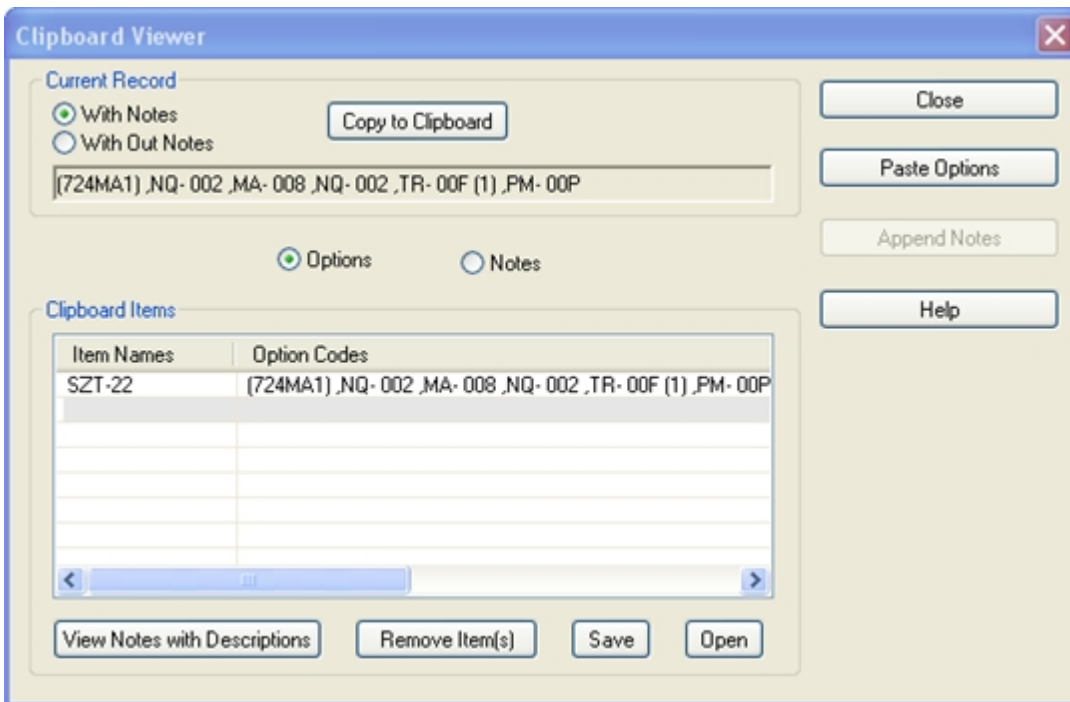 Clipboard Viewer
Current Record
With Notes
With Out Notes
Copy to Clipboard
(724MA1) ,NQ- 002 ,MA- 008 ,NQ- 002 ,TR- 00F (1) ,PM- 00P
Options
Notes
Clipboard Items
Item Names
Option Codes
SZT-22
(724MA1) ,NQ- 002 ,MA- 008 ,NQ- 002 ,TR- 00F (1) ,PM- 00P
View Notes with Descriptions
Remove Item(s)
Save
Open
Close
Paste Options
Append Notes
Help